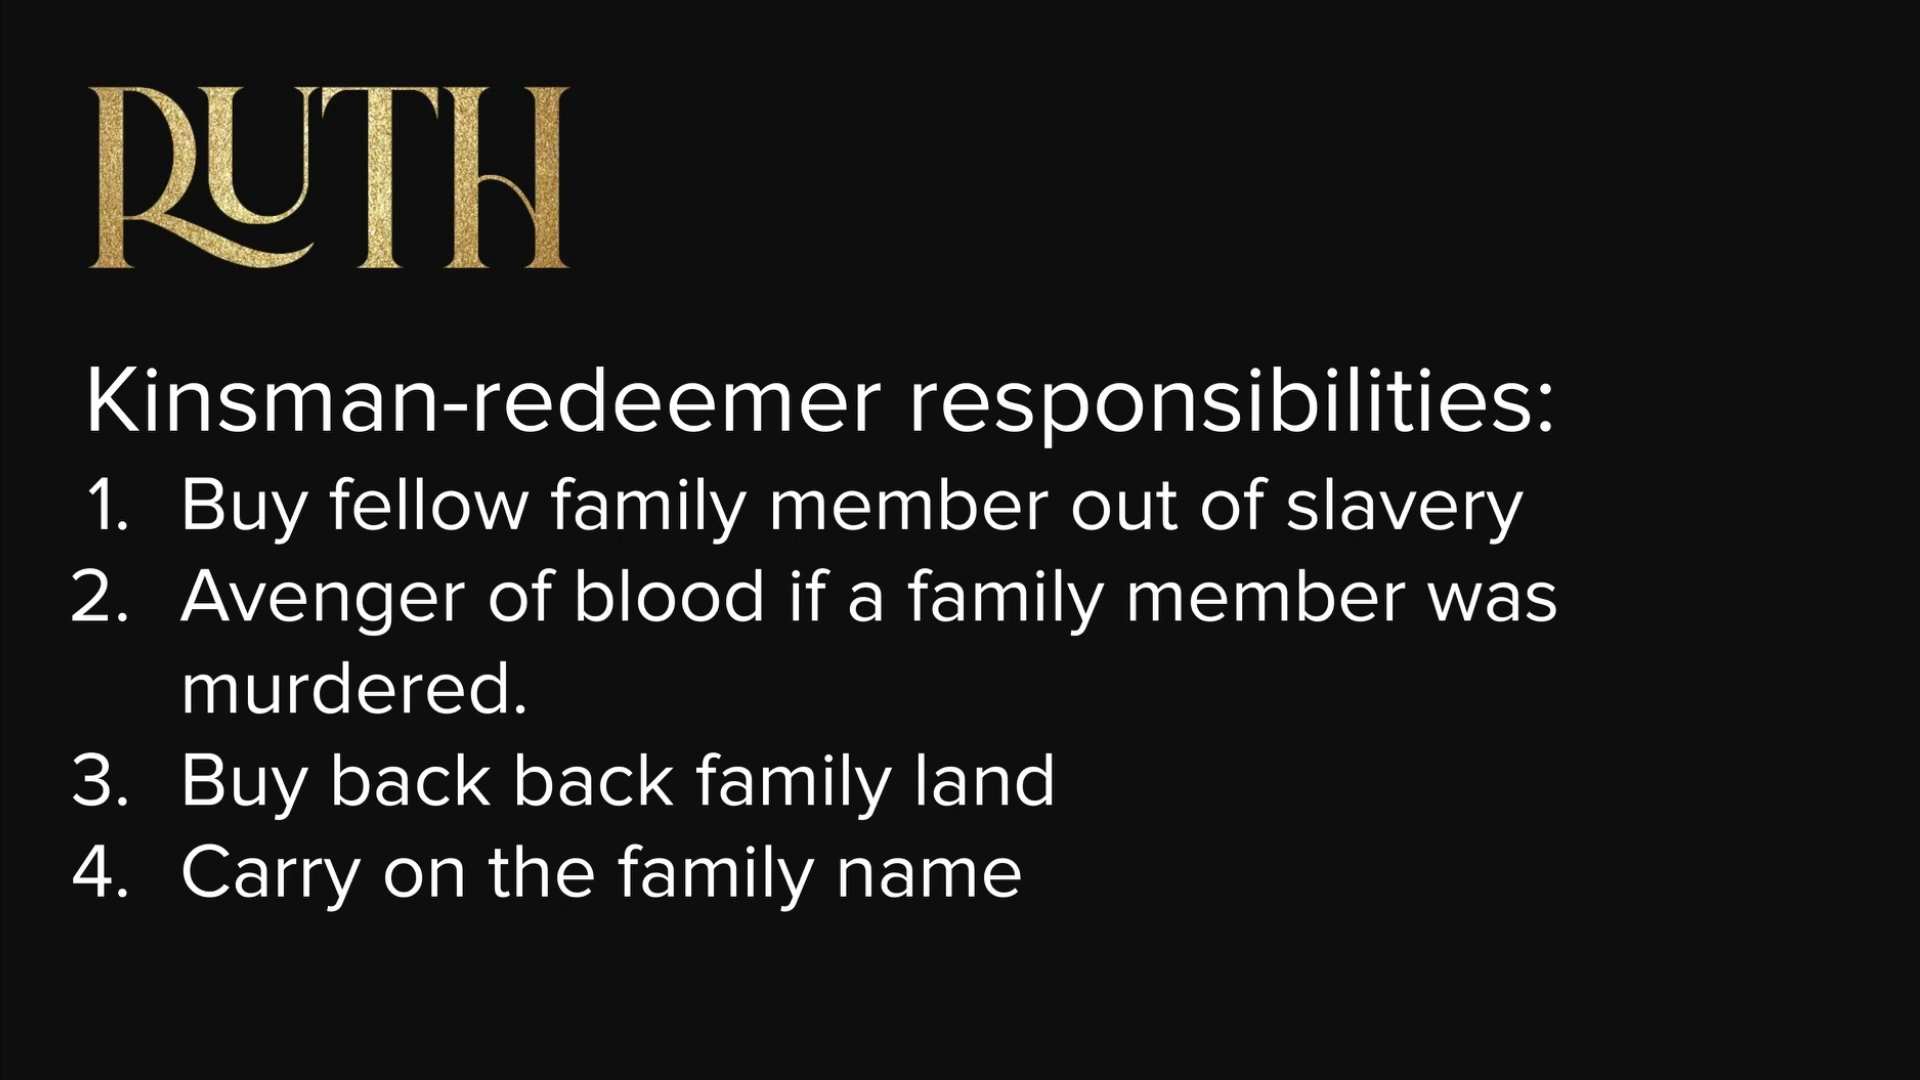 RUTH
Kinsman-redeemer responsibilities:
1. Buy fellow family member out of slavery
2. Avenger of blood if a family member was
murdered.
3. Buy back back family land
4. Carry on the family name